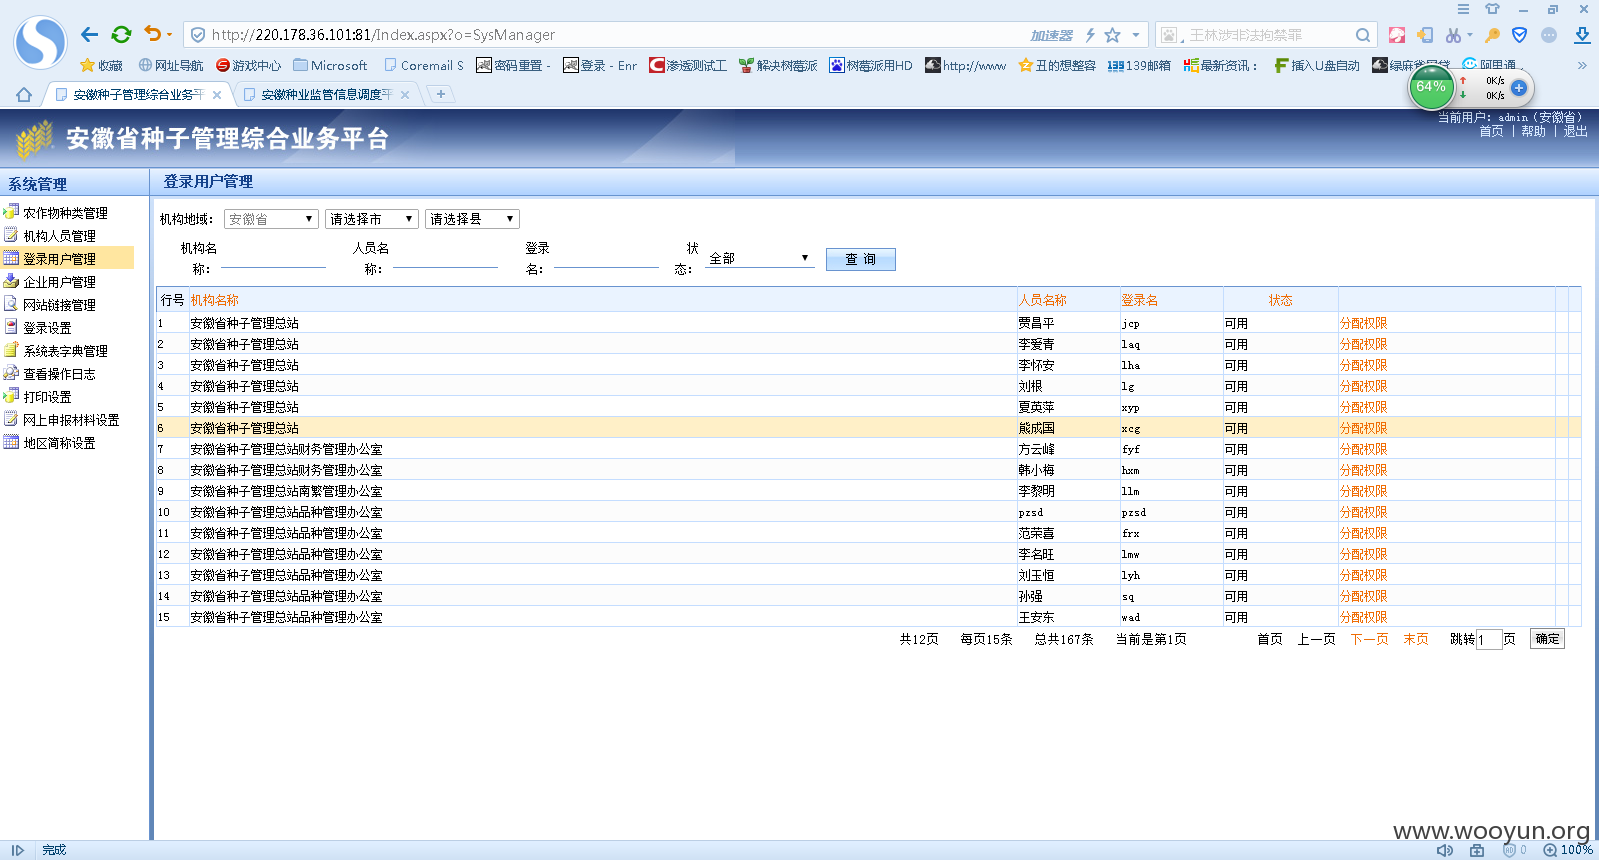 http://220.178.36.101:81/Index.aspx?o=SysManager
加速器
王林涉非法拘禁罪
收藏 网址导航 游戏中心 Microsoft Coremail S 密码重置 - 登录 - Enr 渗透测试工 解决树莓派 树莓派用HD http://www 丑的想整容 139邮箱 最新资讯： 插入U盘自动 阿里通
安徽种子管理综合业务平 安徽种业监管信息调度平
64% 0K/s
0K/s
安徽省种子管理综合业务平台
当前用户：admin（安徽省）
首页 | 帮助 | 退出
系统管理
农作物种类管理
机构人员管理
登录用户管理
企业用户管理
网站链接管理
登录设置
系统表字典管理
查看操作日志
打印设置
网上申报材料设置
地区简称设置
登录用户管理
机构地域： 安徽省 请选择市 请选择县
机构名称： 人员名称： 登录名： 状态： 全部 查 询
行号 机构名称 人员名称 登录名 状态
1 安徽省种子管理总站 贾昌平 jcp 可用 分配权限
2 安徽省种子管理总站 李爱青 laq 可用 分配权限
3 安徽省种子管理总站 李怀安 lha 可用 分配权限
4 安徽省种子管理总站 刘根 lg 可用 分配权限
5 安徽省种子管理总站 夏英萍 xyp 可用 分配权限
6 安徽省种子管理总站 熊成国 xcg 可用 分配权限
7 安徽省种子管理总站财务管理办公室 方云峰 fyf 可用 分配权限
8 安徽省种子管理总站财务管理办公室 韩小梅 hxm 可用 分配权限
9 安徽省种子管理总站南繁管理办公室 李黎明 llm 可用 分配权限
10 安徽省种子管理总站品种管理办公室 pzsd pzsd 可用 分配权限
11 安徽省种子管理总站品种管理办公室 范荣喜 frx 可用 分配权限
12 安徽省种子管理总站品种管理办公室 李名旺 lmw 可用 分配权限
13 安徽省种子管理总站品种管理办公室 刘玉恒 lyh 可用 分配权限
14 安徽省种子管理总站品种管理办公室 孙强 sq 可用 分配权限
15 安徽省种子管理总站品种管理办公室 王安东 wad 可用 分配权限
共12页 每页15条 总共167条 当前是第1页 首页 上一页 下一页 末页 跳转 1 页 确定
www.wooyun.org
完成
0 100%